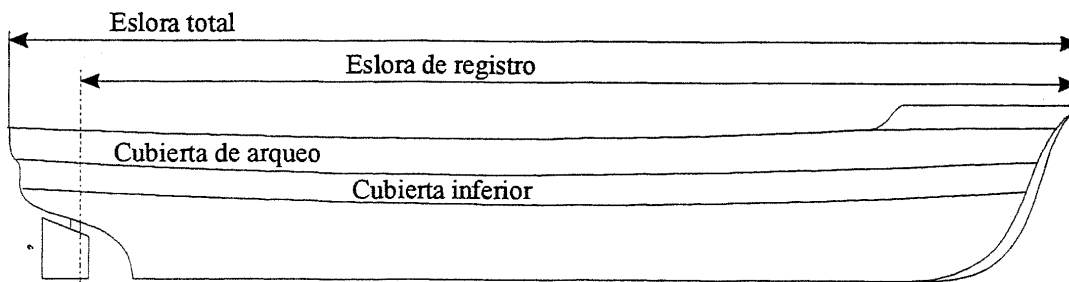 Eslora total
Eslora de registro
Cubierta de arqueo
Cubierta inferior